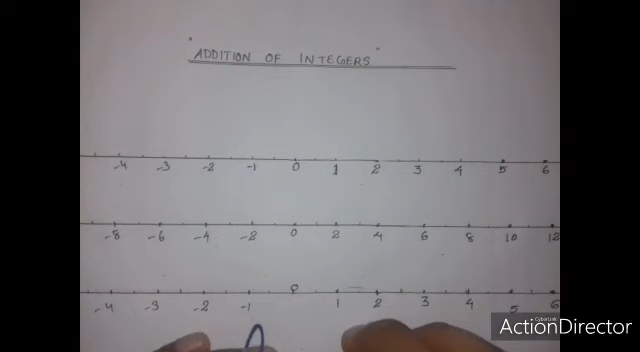 "ADDITION OF INTEGERS"
-4 -3 -2 -1 0 1 2 3 4 5 6
-8 -6 -4 -2 0 2 4 6 8 10 12
-4 -3 -2 -1 0 1 2 3 4 5 6
CyberLink
ActionDirector